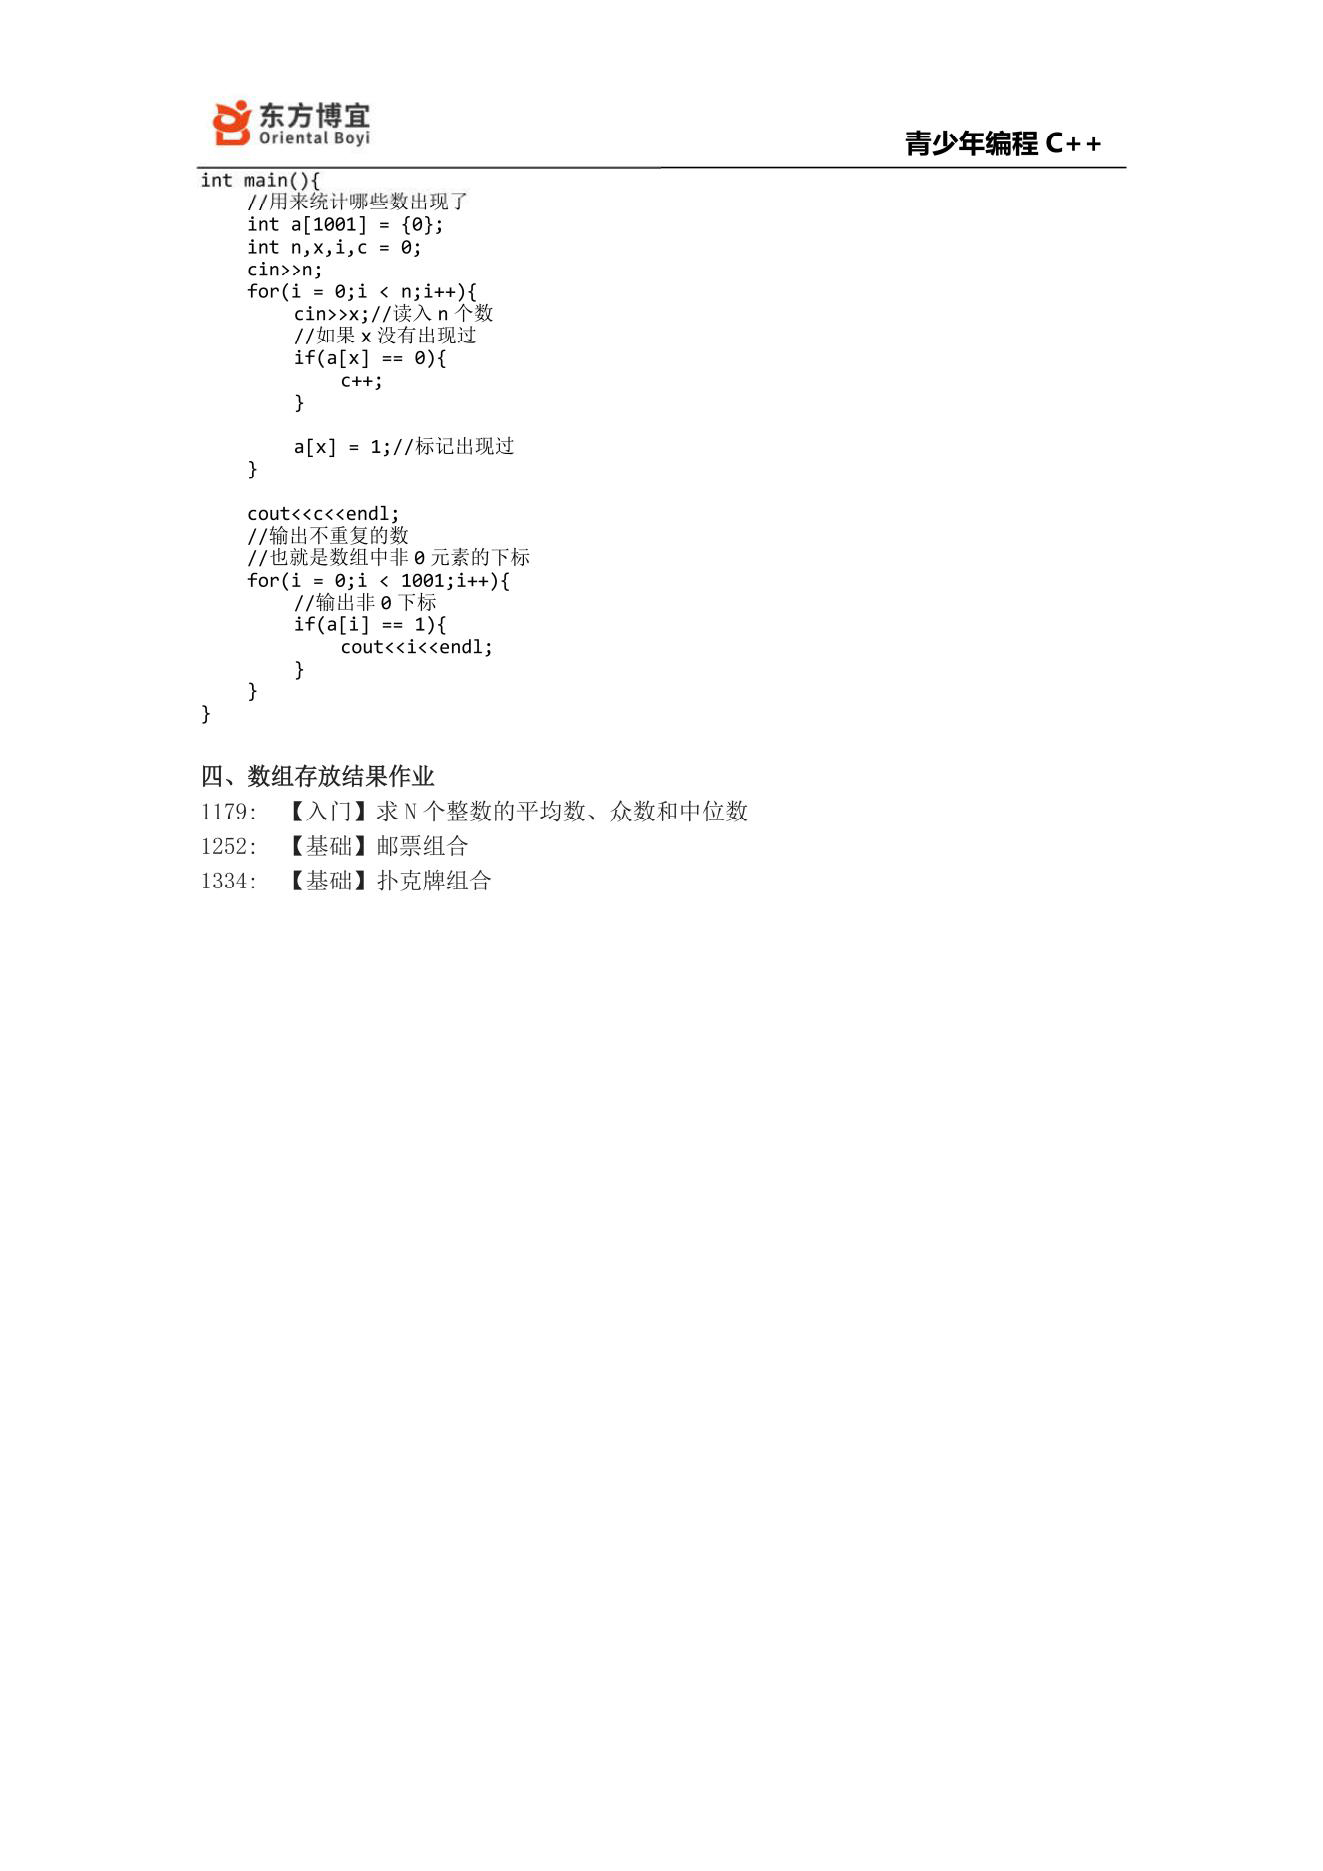 东方博宜
Oriental Boyi
青少年编程 C++
int main(){
    //用来统计哪些数出现了
    int a[1001] = {0};
    int n,x,i,c = 0;
    cin>>n;
    for(i = 0;i < n;i++){
        cin>>x;//读入 n 个数
        //如果 x 没有出现过
        if(a[x] == 0){
            c++;
        }
        a[x] = 1;//标记出现过
    }
    cout<<c<<endl;
    //输出不重复的数
    //也就是数组中非 0 元素的下标
    for(i = 0;i < 1001;i++){
        //输出非 0 下标
        if(a[i] == 1){
            cout<<i<<endl;
        }
    }
}
四、数组存放结果作业
1179: 【入门】求 N 个整数的平均数、众数和中位数
1252: 【基础】邮票组合
1334: 【基础】扑克牌组合